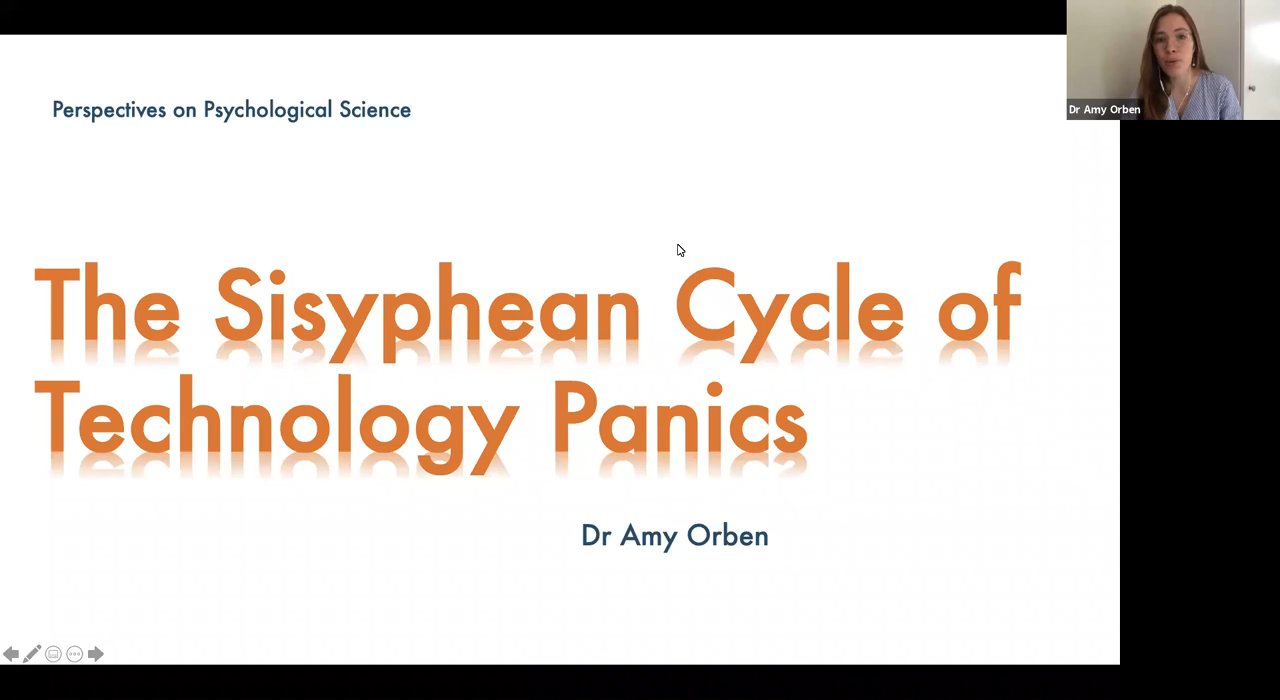 Perspectives on Psychological Science
Dr Amy Orben
The Sisyphean Cycle of
Technology Panics
Dr Amy Orben